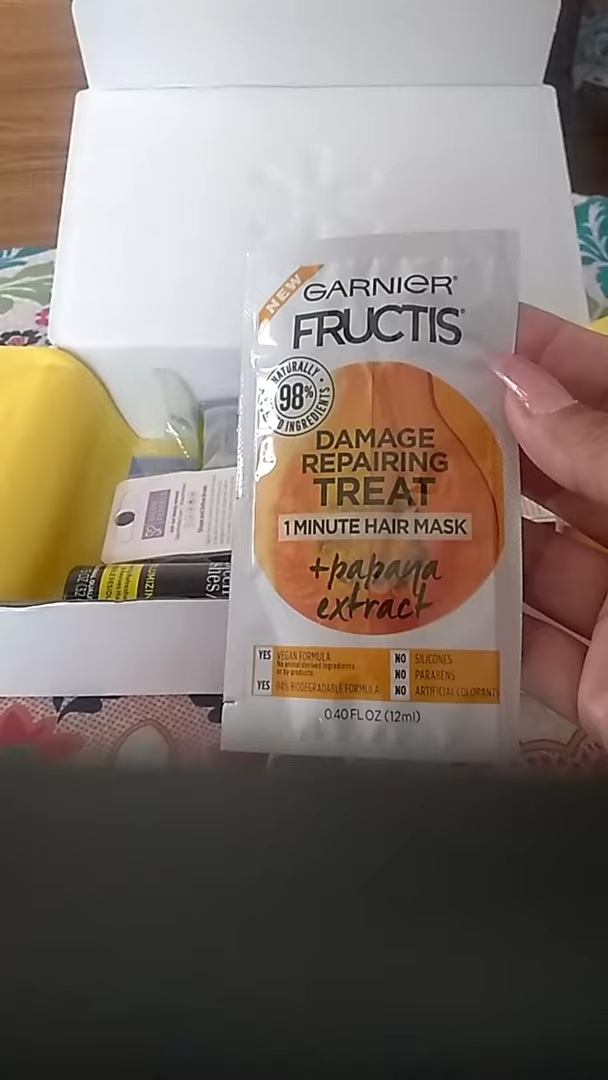 NEW
GARNIER®
FRUCTIS®
NATURALLY
98%
D INGREDIENTS
DAMAGE
REPAIRING
TREAT
1 MINUTE HAIR MASK
+papaya
extract
YES VEGAN FORMULA
No animal derived ingredients
or by-products
YES 94% BIODEGRADABLE FORMULA
NO SILICONES
NO PARABENS
NO ARTIFICIAL COLORANTS
0.40 FL OZ (12ml)